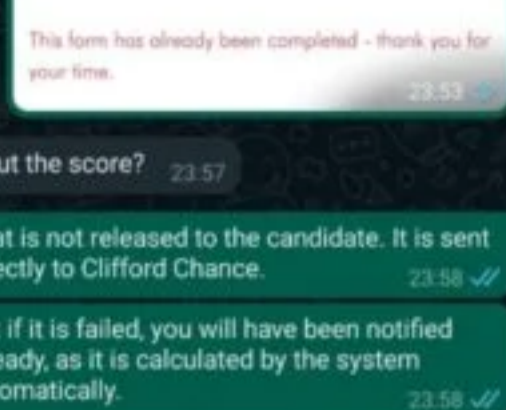 This form has already been completed - thank you for
your time.
23:53
ut the score? 23:57
at is not released to the candidate. It is sent
ectly to Clifford Chance.
23:58
if it is failed, you will have been notified
eady, as it is calculated by the system
omatically.
23:58